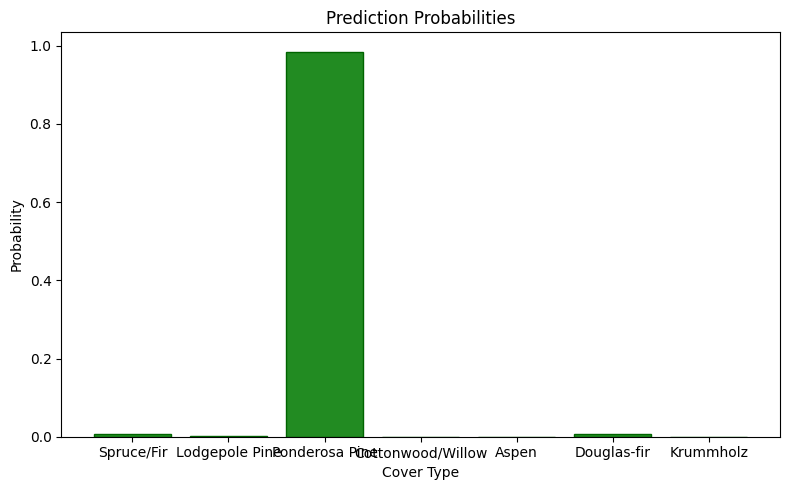 Prediction Probabilities
Probability
1.0
0.8
0.6
0.4
0.2
0.0
Spruce/Fir Lodgepole Pine Ponderosa Pine Cottonwood/Willow Aspen Douglas-fir Krummholz
Cover Type